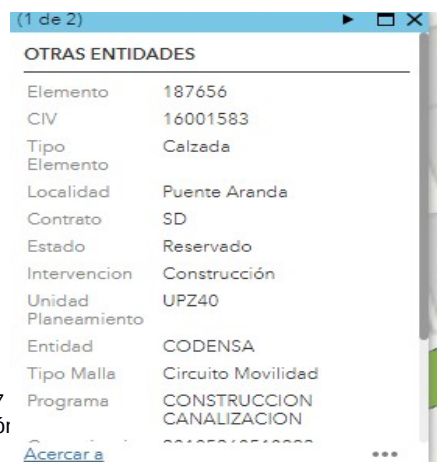 (1 de 2)
OTRAS ENTIDADES
Elemento 187656
CIV 16001583
Tipo Elemento Calzada
Localidad Puente Aranda
Contrato SD
Estado Reservado
Intervencion Construcción
Unidad Planeamiento UPZ40
Entidad CODENSA
Tipo Malla Circuito Movilidad
Programa CONSTRUCCION CANALIZACION
Acercar a